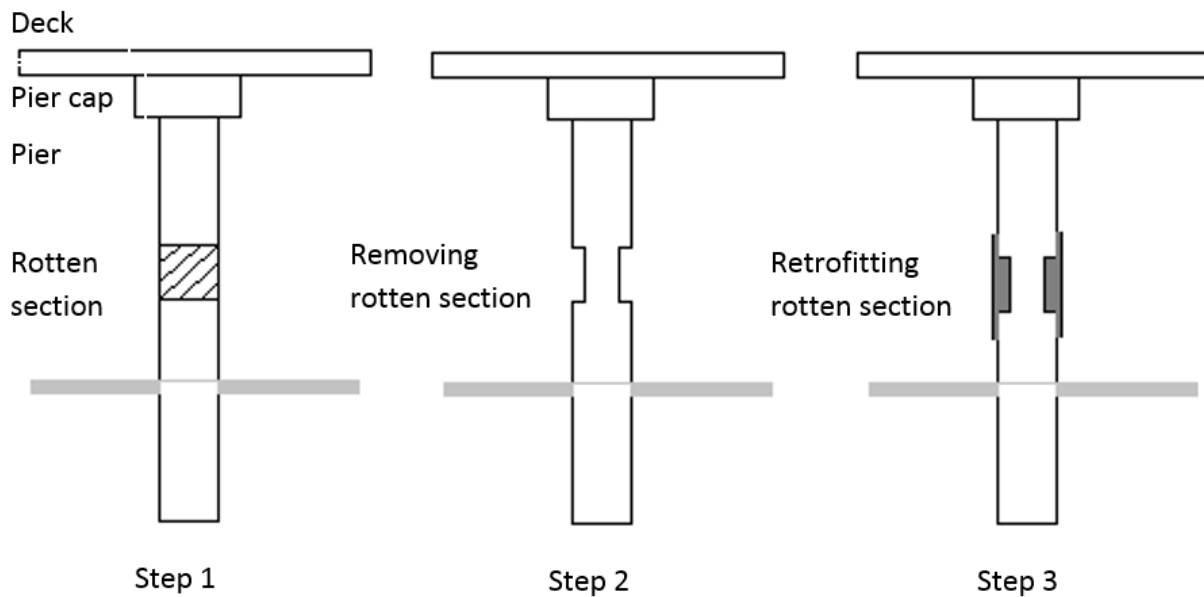 Deck
Pier cap
Pier
Rotten
section
Removing
rotten section
Retrofitting
rotten section
Step 1
Step 2
Step 3